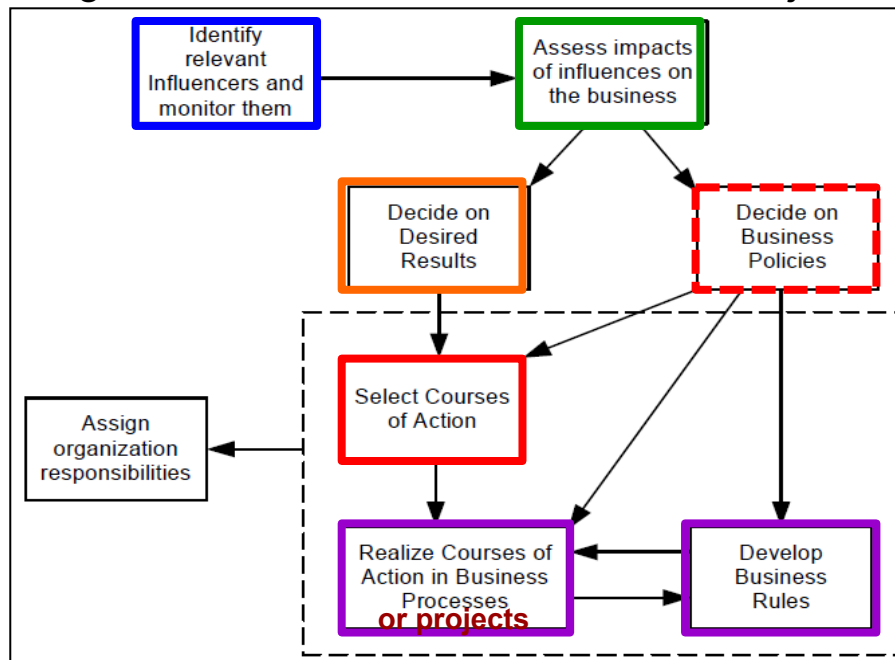 Identify
relevant
Influencers and
monitor them
Assess impacts
of influences on
the business
Decide on
Desired
Results
Decide on
Business
Policies
Select Courses
of Action
Assign
organization
responsibilities
Realize Courses of
Action in Business
Processes
or projects
Develop
Business
Rules